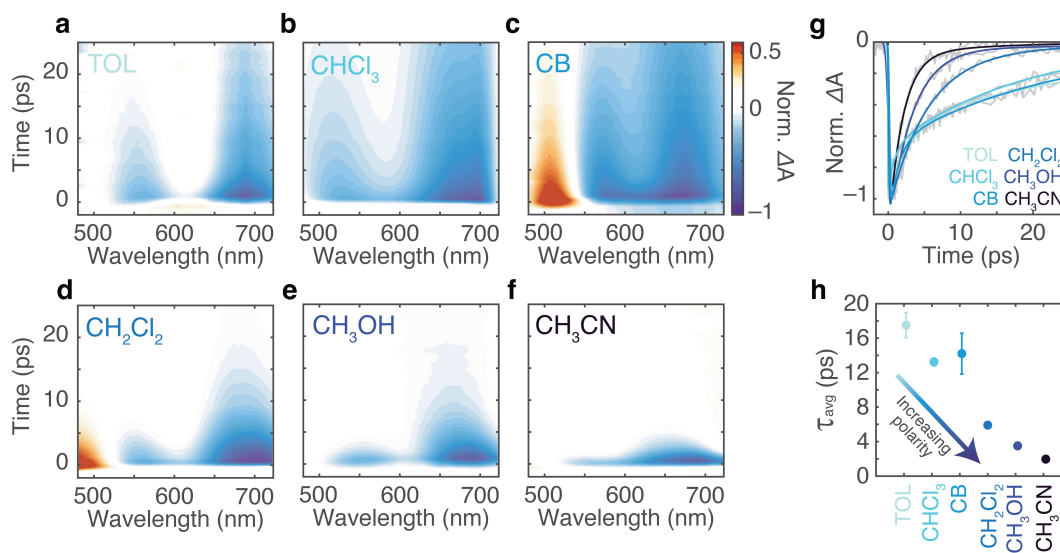 a
TOL
20
10
0
Time (ps)
500
600
700
Wavelength (nm)
b
CHCl3
500
600
700
Wavelength (nm)
c
CB
500
600
700
Wavelength (nm)
0.5
0
−1
Norm. ΔA
g
0
−1
Norm. ΔA
TOL CH2Cl2
CHCl3 CH3OH
CB CH3CN
0
10
20
Time (ps)
d
CH2Cl2
20
10
0
Time (ps)
500
600
700
Wavelength (nm)
e
CH3OH
500
600
700
Wavelength (nm)
f
CH3CN
500
600
700
Wavelength (nm)
h
20
16
12
8
4
0
τavg (ps)
Increasing
polarity
TOL
CHCl3
CB
CH2Cl2
CH3OH
CH3CN